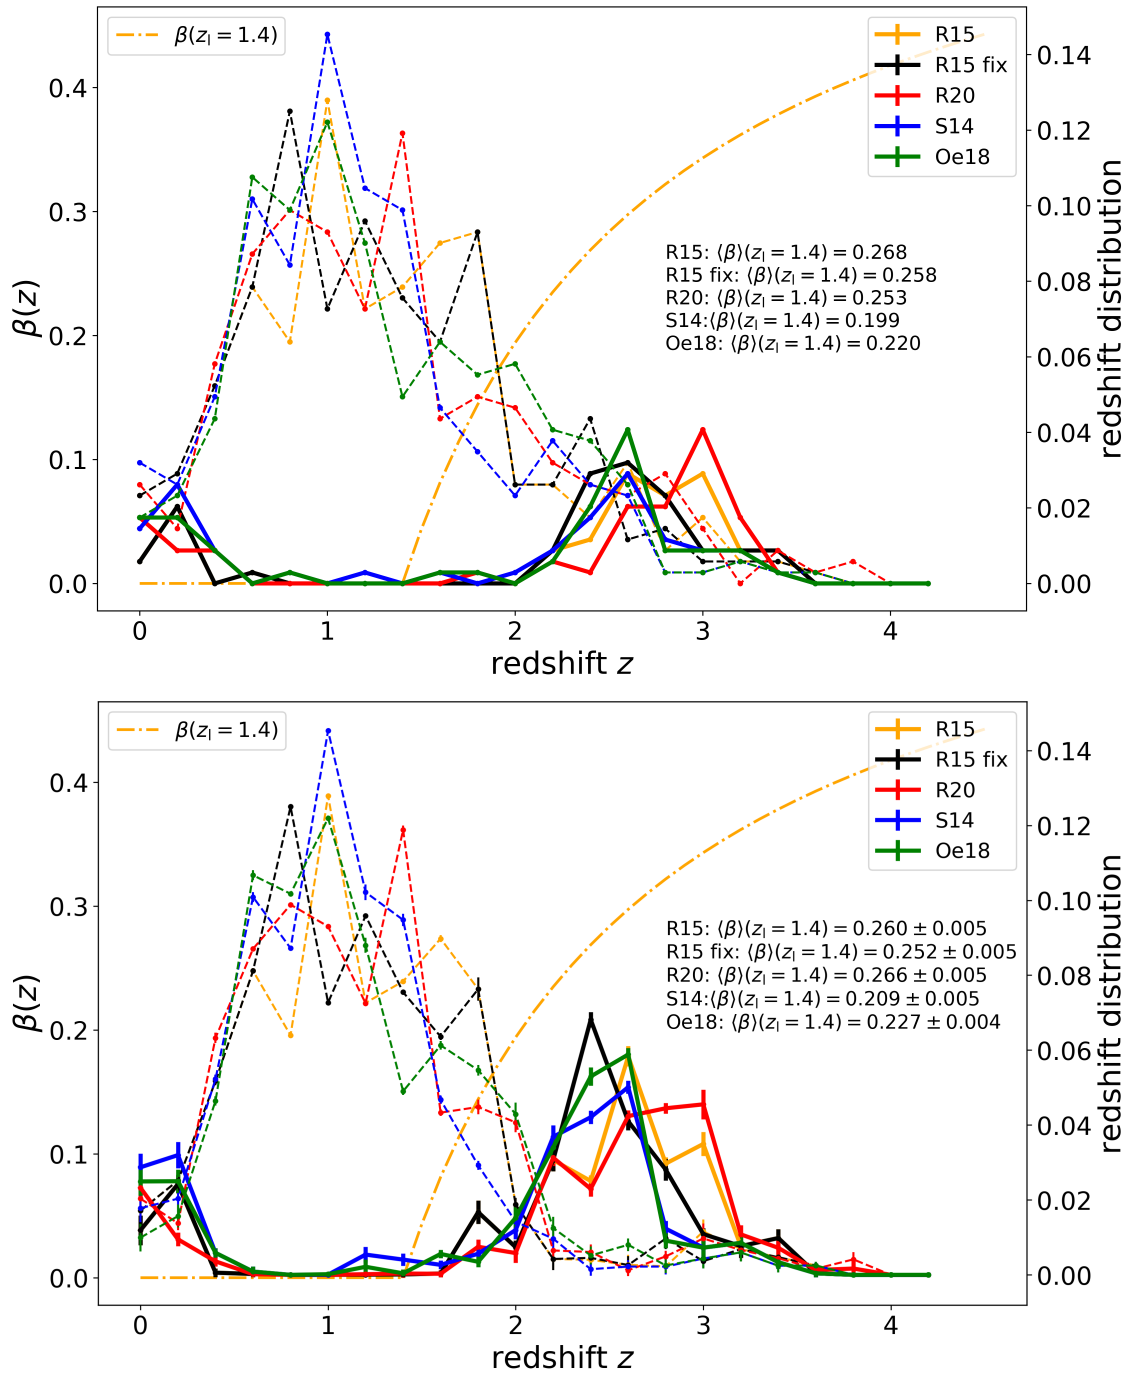 β(z_l = 1.4)
R15
R15 fix
R20
S14
Oe18
0.4
0.3
0.2
0.1
0.0
β(z)
0.14
0.12
0.10
0.08
0.06
0.04
0.02
0.00
redshift distribution
R15: ⟨β⟩(z_l = 1.4) = 0.268
R15 fix: ⟨β⟩(z_l = 1.4) = 0.258
R20: ⟨β⟩(z_l = 1.4) = 0.253
S14:⟨β⟩(z_l = 1.4) = 0.199
Oe18: ⟨β⟩(z_l = 1.4) = 0.220
0 1 2 3 4
redshift z
β(z_l = 1.4)
R15
R15 fix
R20
S14
Oe18
0.4
0.3
0.2
0.1
0.0
β(z)
0.14
0.12
0.10
0.08
0.06
0.04
0.02
0.00
redshift distribution
R15: ⟨β⟩(z_l = 1.4) = 0.260 ± 0.005
R15 fix: ⟨β⟩(z_l = 1.4) = 0.252 ± 0.005
R20: ⟨β⟩(z_l = 1.4) = 0.266 ± 0.005
S14:⟨β⟩(z_l = 1.4) = 0.209 ± 0.005
Oe18: ⟨β⟩(z_l = 1.4) = 0.227 ± 0.004
0 1 2 3 4
redshift z